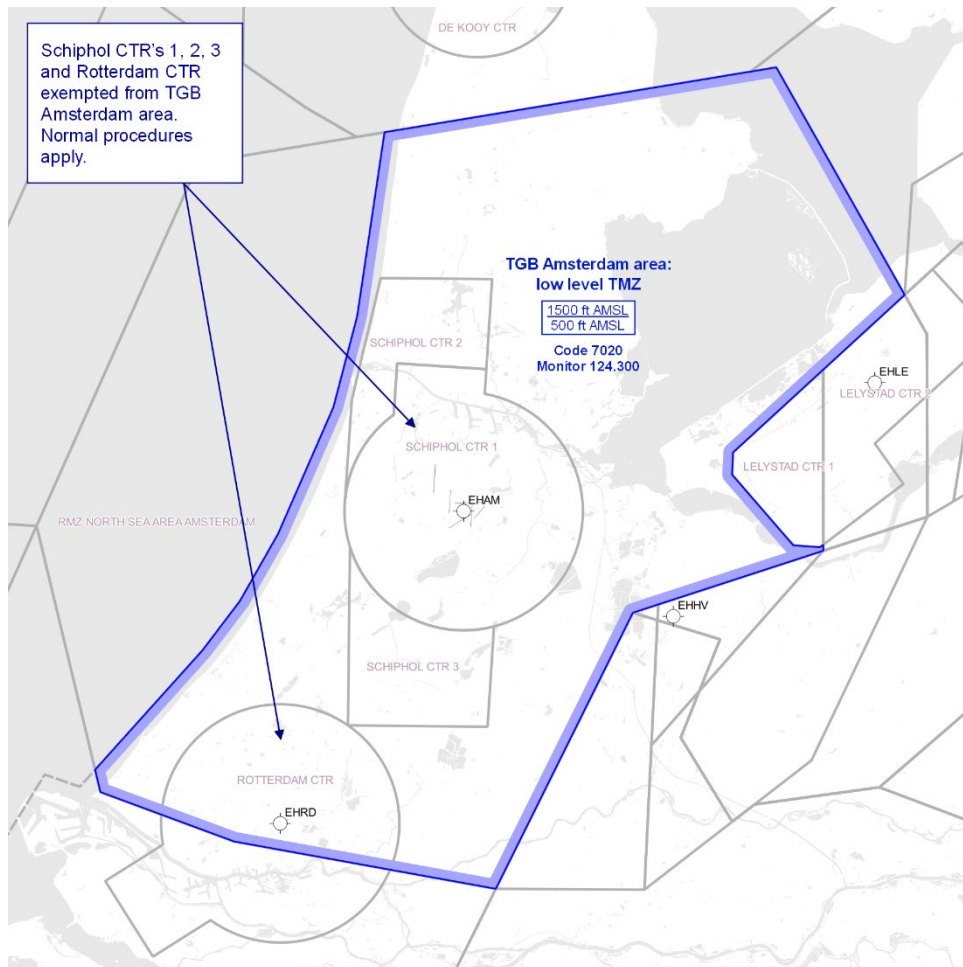 DE KOOY CTR
Schiphol CTR's 1, 2, 3
and Rotterdam CTR
exempted from TGB
Amsterdam area.
Normal procedures
apply.
TGB Amsterdam area:
low level TMZ
1500 ft AMSL
500 ft AMSL
Code 7020
Monitor 124.300
SCHIPHOL CTR 2
EHLE
LELYSTAD CTR 2
SCHIPHOL CTR 1
LELYSTAD CTR 1
EHAM
RMZ NORTH SEA AREA AMSTERDAM
EHHV
SCHIPHOL CTR 3
ROTTERDAM CTR
EHRD